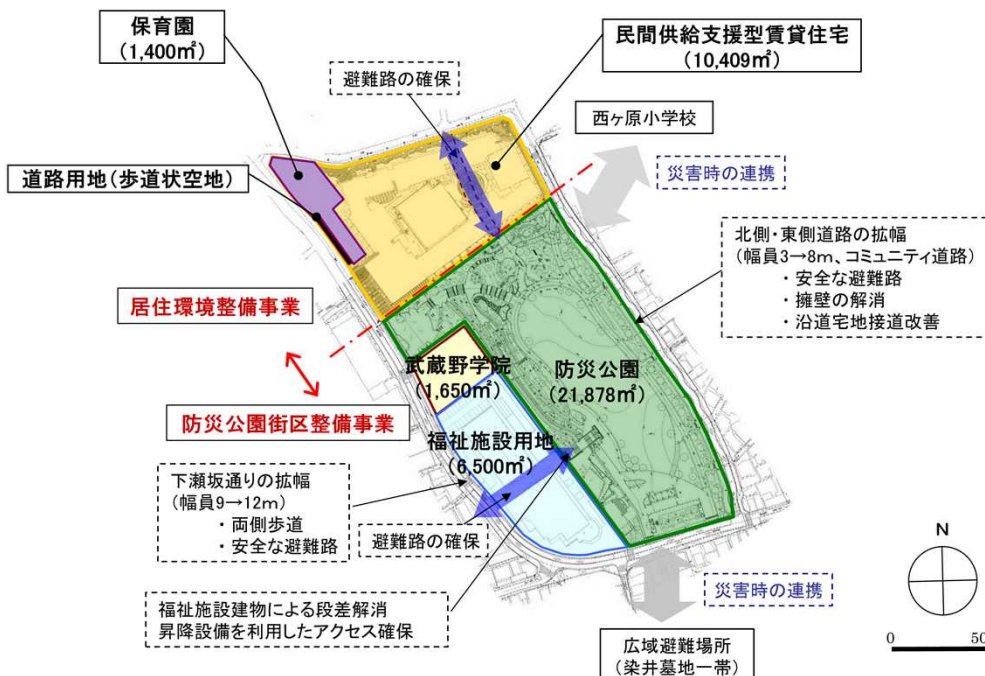 保育園
(1,400㎡)
民間供給支援型賃貸住宅
(10,409㎡)
避難路の確保
西ヶ原小学校
道路用地(歩道状空地)
災害時の連携
北側・東側道路の拡幅
(幅員3→8m、コミュニティ道路)
・安全な避難路
・擁壁の解消
・沿道宅地接道改善
居住環境整備事業
武蔵野学院
(1,650㎡)
防災公園
(21,878㎡)
防災公園街区整備事業
福祉施設用地
(6,500㎡)
下瀬坂通りの拡幅
(幅員9→12m)
・両側歩道
・安全な避難路
避難路の確保
N
災害時の連携
福祉施設建物による段差解消
昇降設備を利用したアクセス確保
広域避難場所
(染井墓地一帯)
0 50